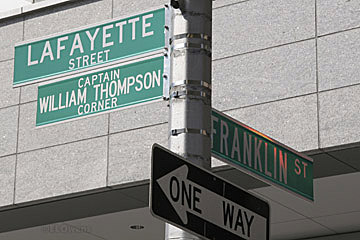 LAFAYETTE
STREET
CAPTAIN
WILLIAM THOMPSON
CORNER
FRANKLIN ST
ONE WAY